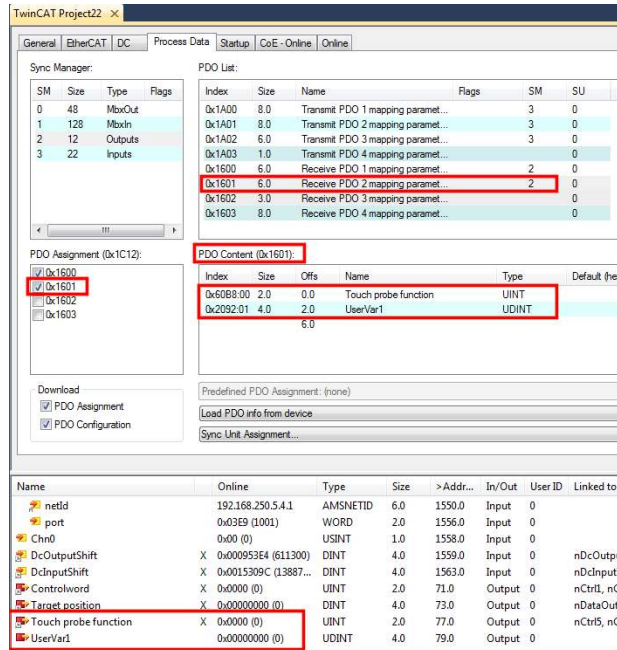 TwinCAT Project22 ×
General EtherCAT DC Process Data Startup CoE - Online Online
Sync Manager: PDO List:
SM Size Type Flags Index Size Name Flags SM SU
0 48 MbxOut 0x1A00 8.0 Transmit PDO 1 mapping paramet... 3 0
1 128 MbxIn 0x1A01 8.0 Transmit PDO 2 mapping paramet... 3 0
2 12 Outputs 0x1A02 6.0 Transmit PDO 3 mapping paramet... 3 0
3 22 Inputs 0x1A03 1.0 Transmit PDO 4 mapping paramet... 0
0x1600 6.0 Receive PDO 1 mapping paramet... 2 0
0x1601 6.0 Receive PDO 2 mapping paramet... 2 0
0x1602 3.0 Receive PDO 3 mapping paramet... 0
0x1603 8.0 Receive PDO 4 mapping paramet... 0
PDO Assignment (0x1C12): PDO Content (0x1601):
0x1600 Index Size Offs Name Type Default (he
0x1601 0x60B8:00 2.0 0.0 Touch probe function UINT
0x1602 0x2092:01 4.0 2.0 UserVar1 UDINT
0x1603 6.0
Download Predefined PDO Assignment: (none)
PDO Assignment Load PDO info from device
PDO Configuration Sync Unit Assignment...
Name Online Type Size >Addr... In/Out User ID Linked to
netId 192.168.250.5.4.1 AMSNETID 6.0 1550.0 Input 0
port 0x03E9 (1001) WORD 2.0 1556.0 Input 0
Chn0 0x00 (0) USINT 1.0 1558.0 Input 0
DcOutputShift X 0x000953E4 (611300) DINT 4.0 1559.0 Input 0 nDcOutp
DcInputShift X 0x0015309C (13887... DINT 4.0 1563.0 Input 0 nDcInput
Controlword X 0x0000 (0) UINT 2.0 71.0 Output 0 nCtrl1, nC
Target position X 0x00000000 (0) DINT 4.0 73.0 Output 0 nDataOut
Touch probe function X 0x0000 (0) UINT 2.0 77.0 Output 0 nCtrl5, nC
UserVar1 0x00000000 (0) UDINT 4.0 79.0 Output 0